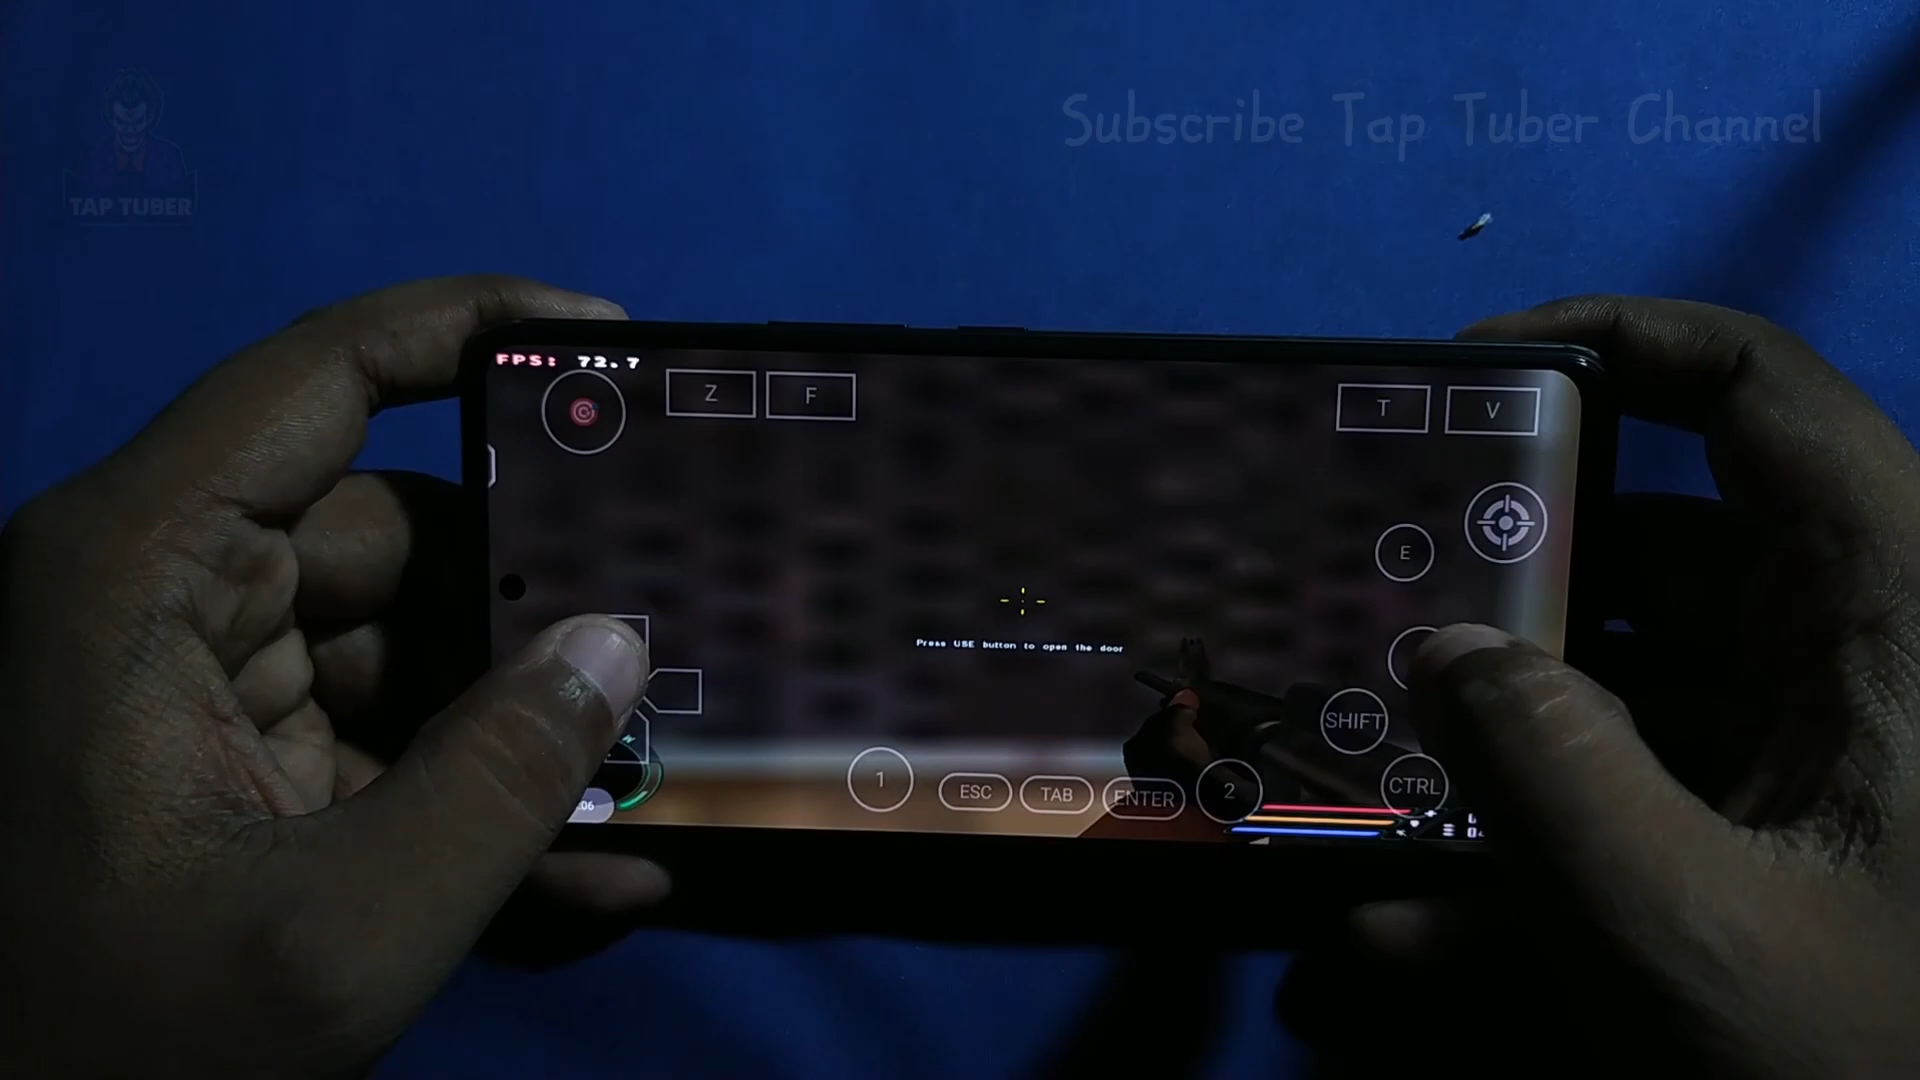 Subscribe Tap Tuber Channel
TAP TUBER
FPS: 72.7
Z
F
T
V
E
Press USE button to open the door
SHIFT
1
ESC
TAB
ENTER
2
CTRL
:06